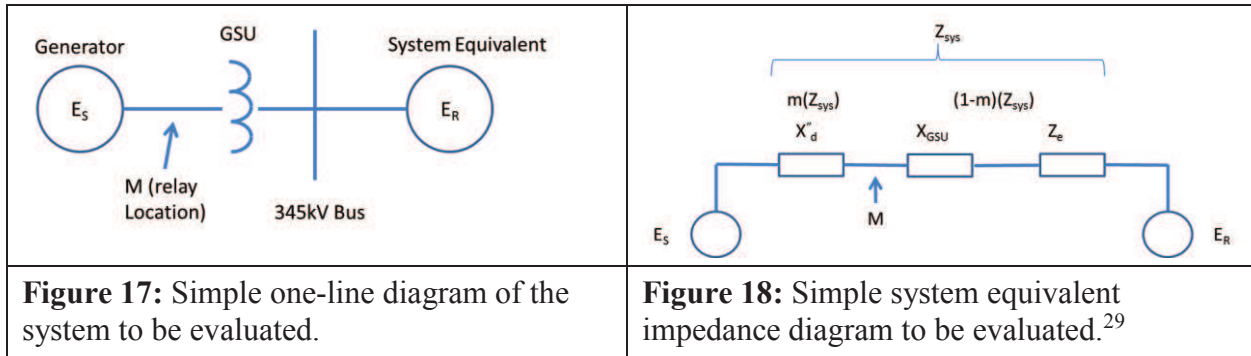 GSU
Generator
System Equivalent
E_S
E_R
M (relay
Location)
345kV Bus
Z_sys
m(Z_sys)
(1-m)(Z_sys)
X"_d
X_GSU
Z_e
M
E_S
E_R
Figure 17: Simple one-line diagram of the
system to be evaluated.
Figure 18: Simple system equivalent
impedance diagram to be evaluated.²⁹